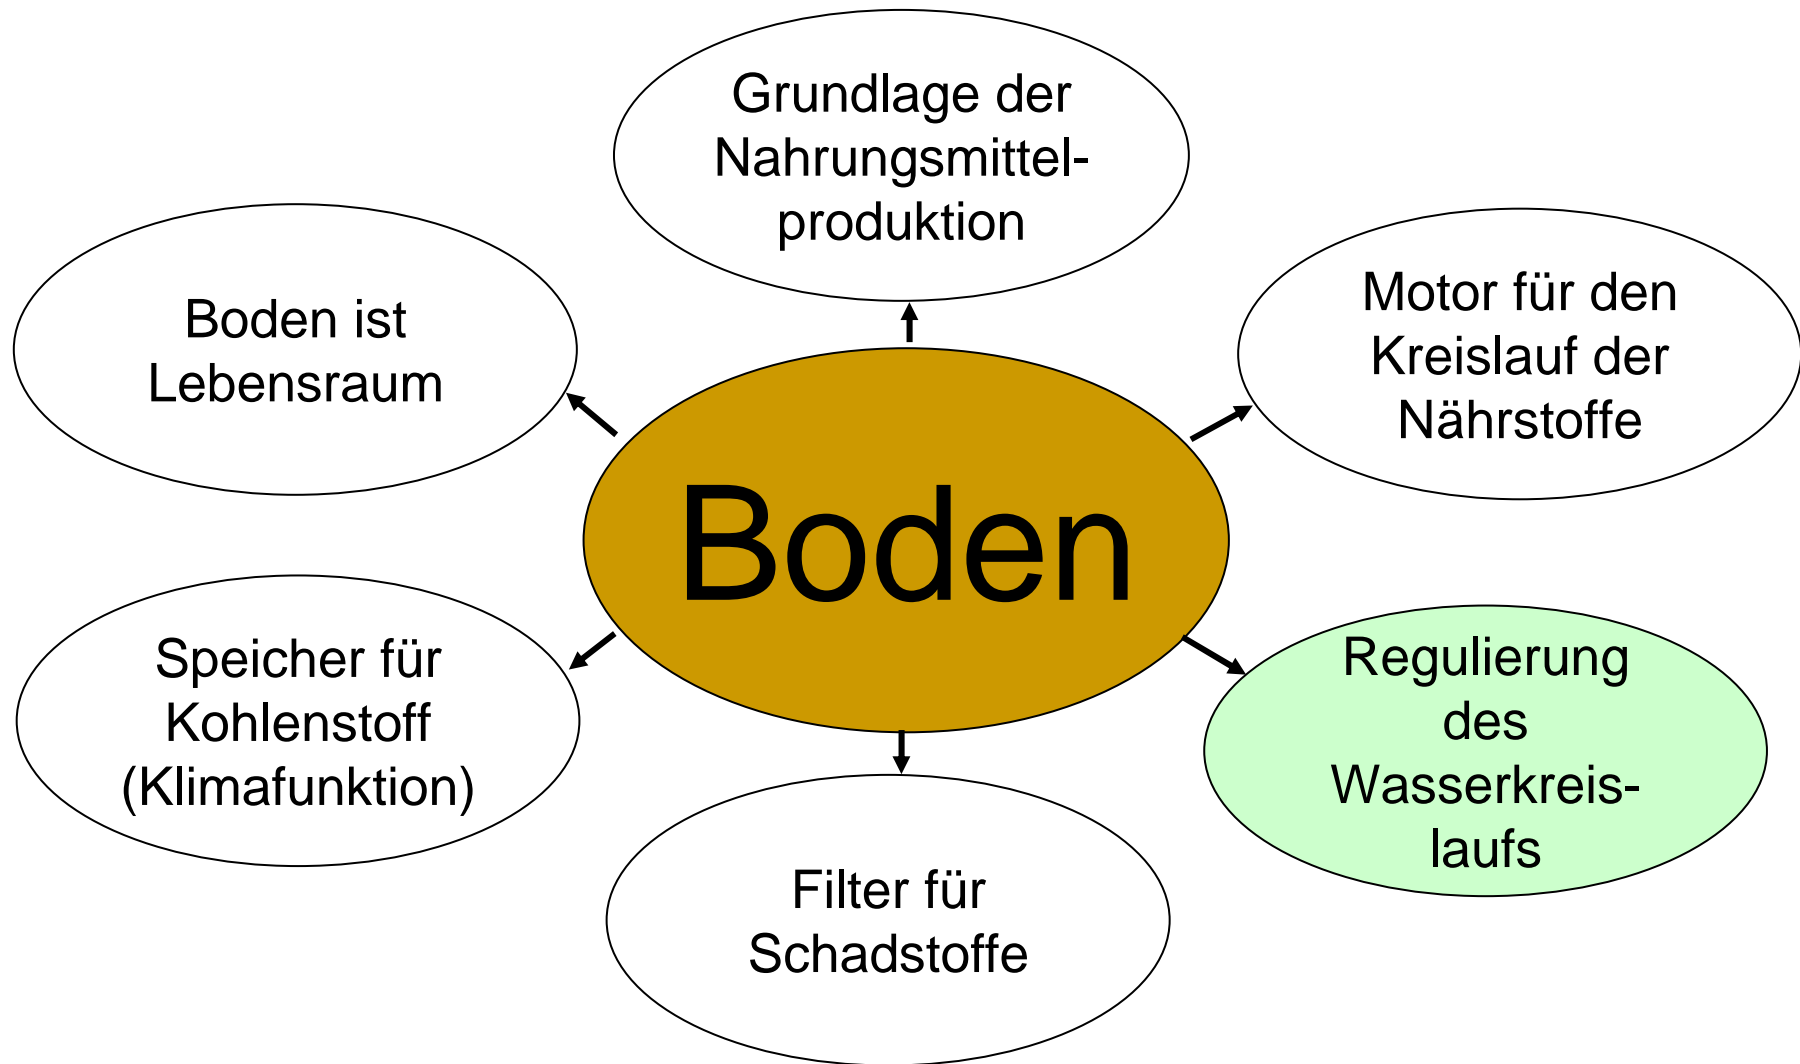 Grundlage der
Nahrungsmittel-
produktion
Boden ist
Lebensraum
Motor für den
Kreislauf der
Nährstoffe
Boden
Speicher für
Kohlenstoff
(Klimafunktion)
Regulierung
des
Wasserkreis-
laufs
Filter für
Schadstoffe